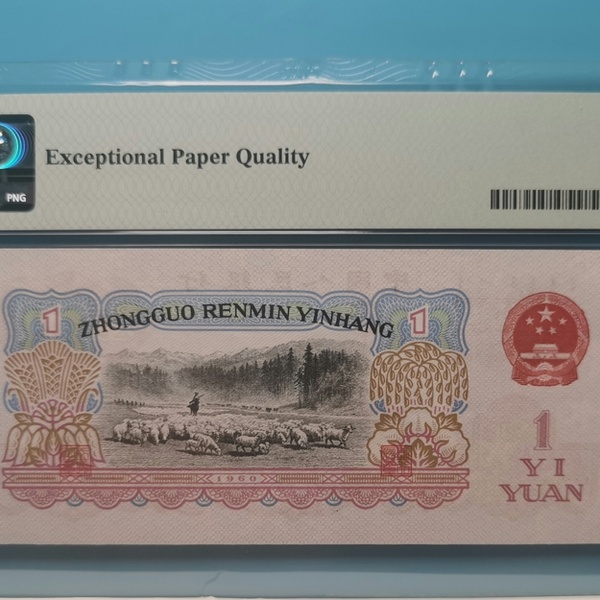 Exceptional Paper Quality
PNG
1
ZHONGGUO RENMIN YINHANG
1
1960
1
YI
YUAN